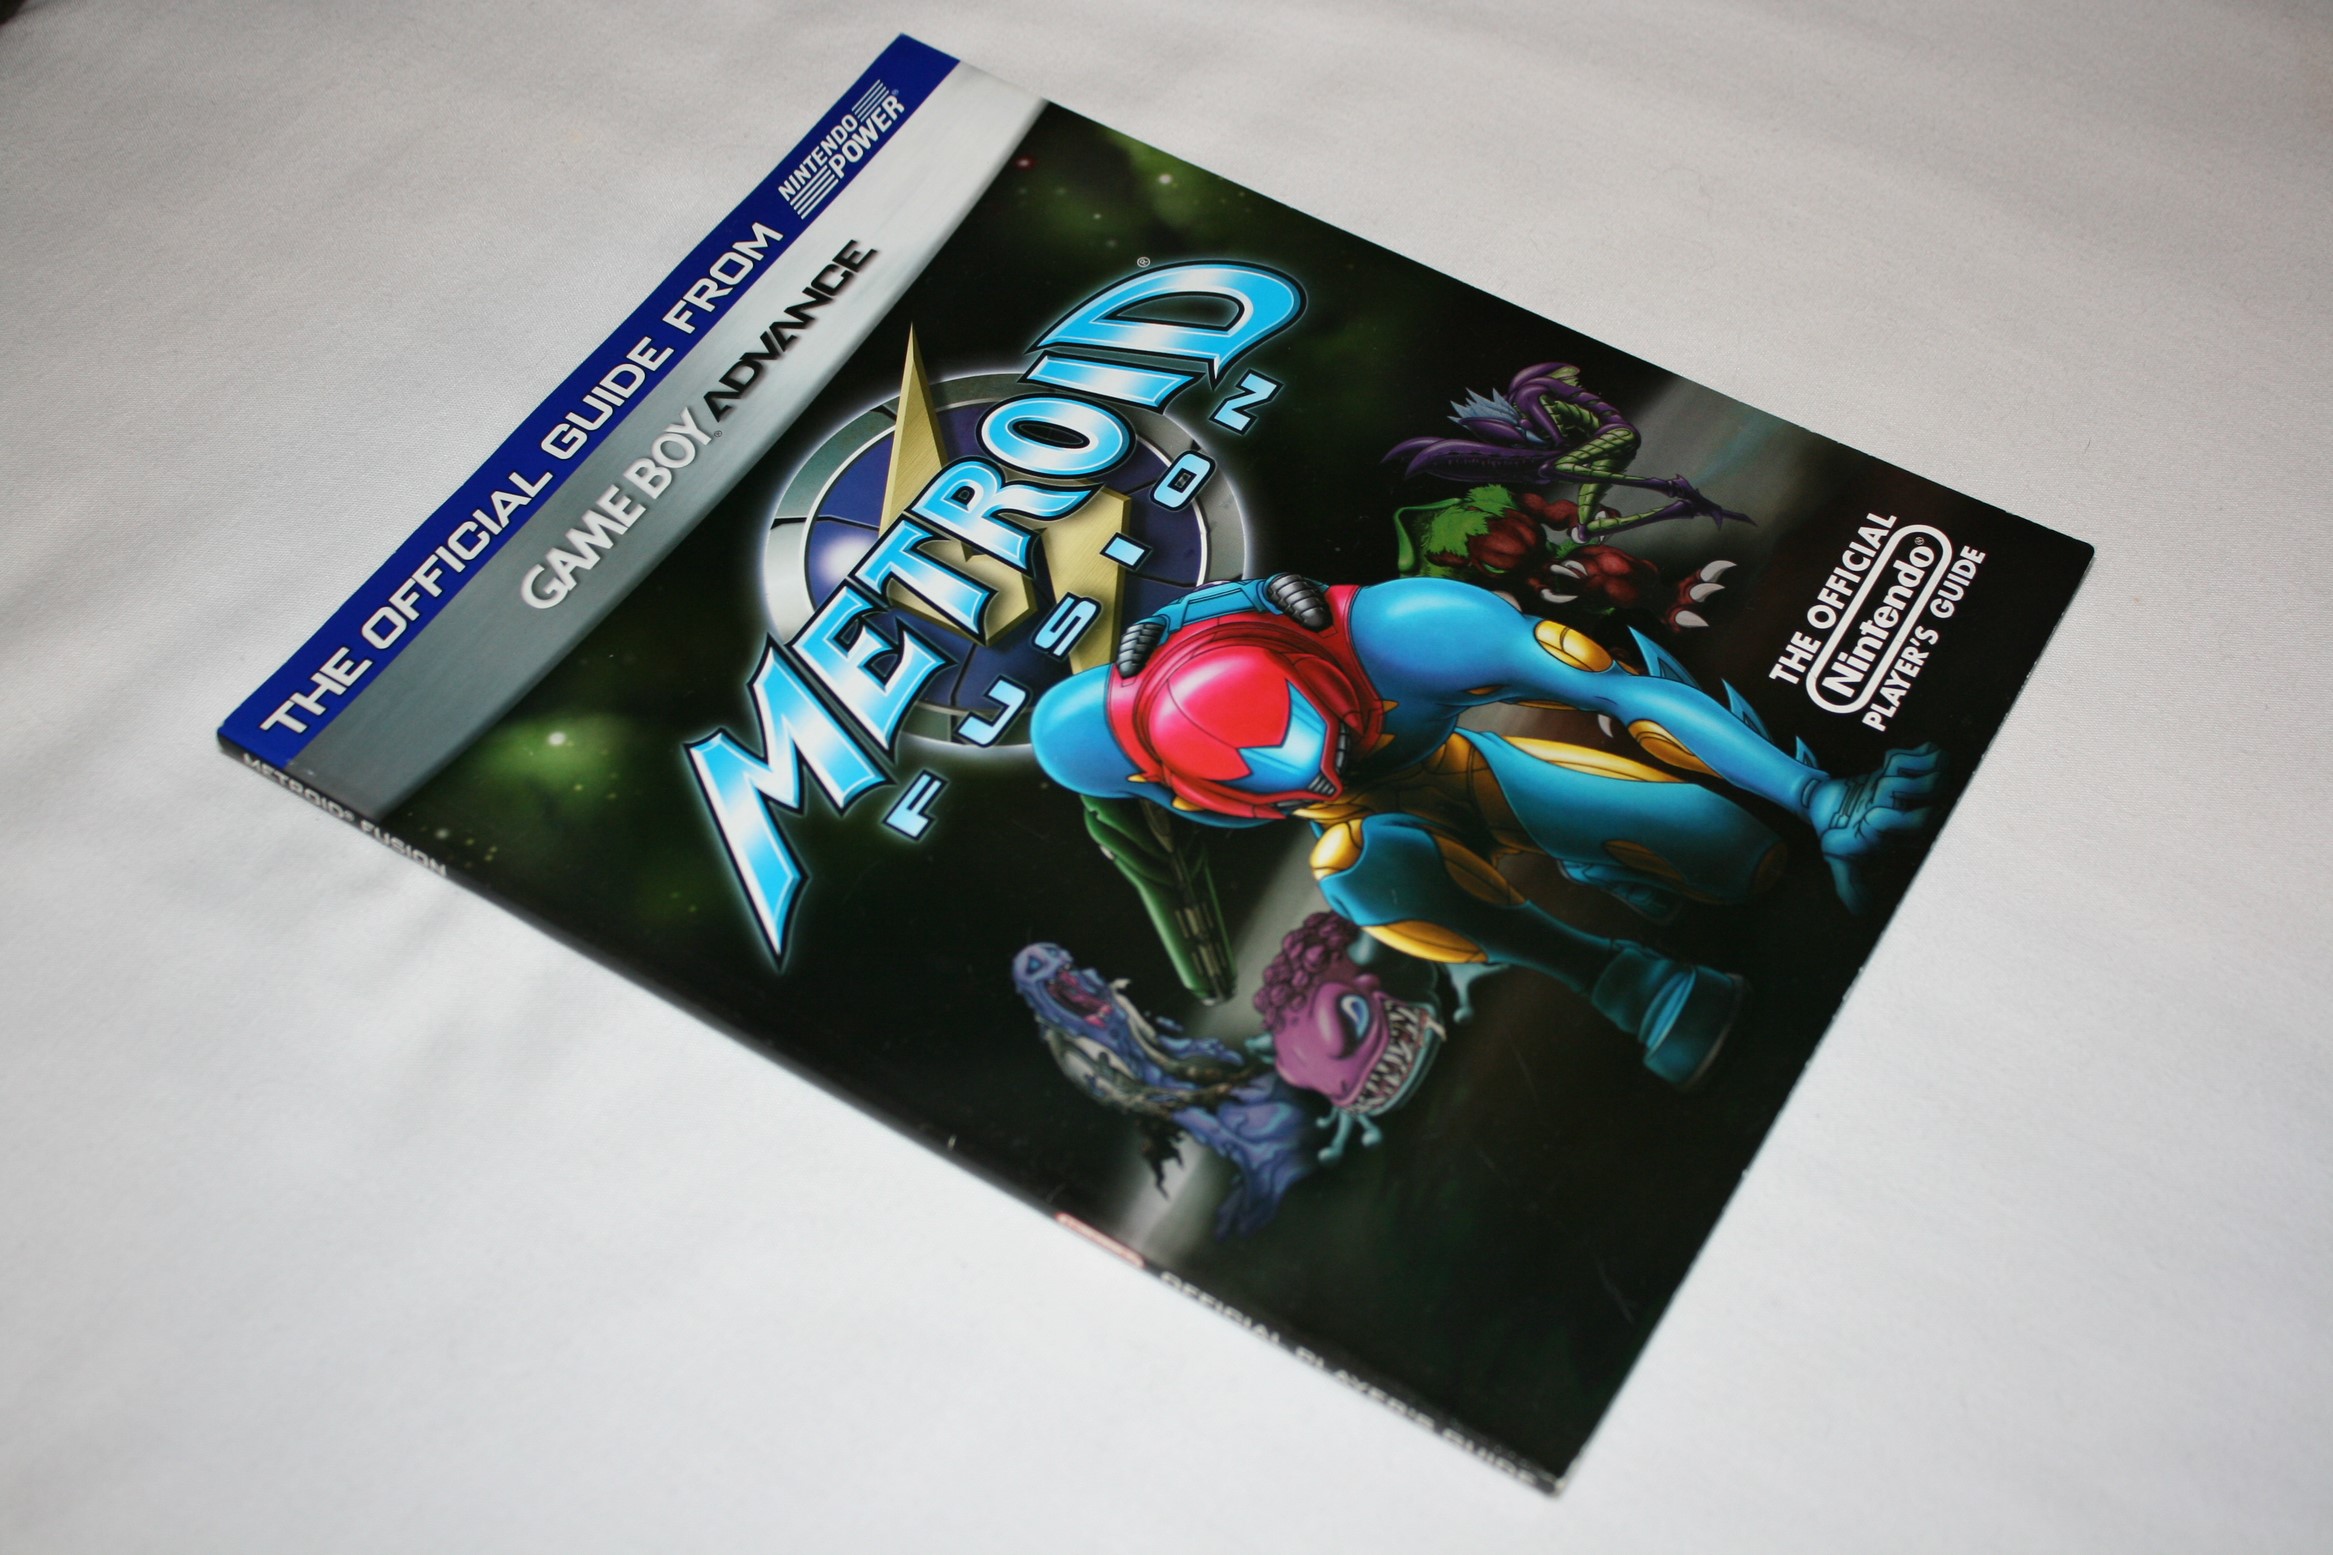 THE OFFICIAL GUIDE FROM
NINTENDO
POWER®
GAME BOY® ADVANCE
METROID®
FUSION
THE OFFICIAL
Nintendo®
PLAYER'S GUIDE
METROID® FUSION
OFFICIAL PLAYER'S GUIDE